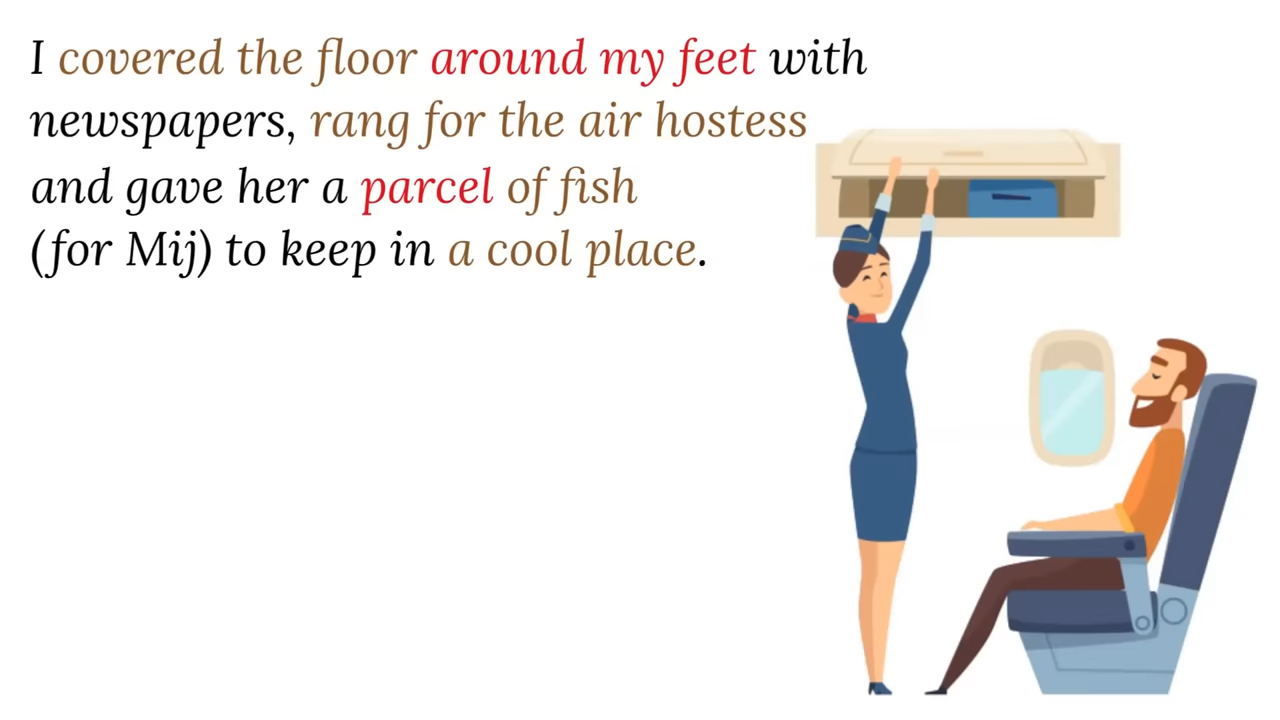 I covered the floor around my feet with
newspapers, rang for the air hostess
and gave her a parcel of fish
(for Mij) to keep in a cool place.